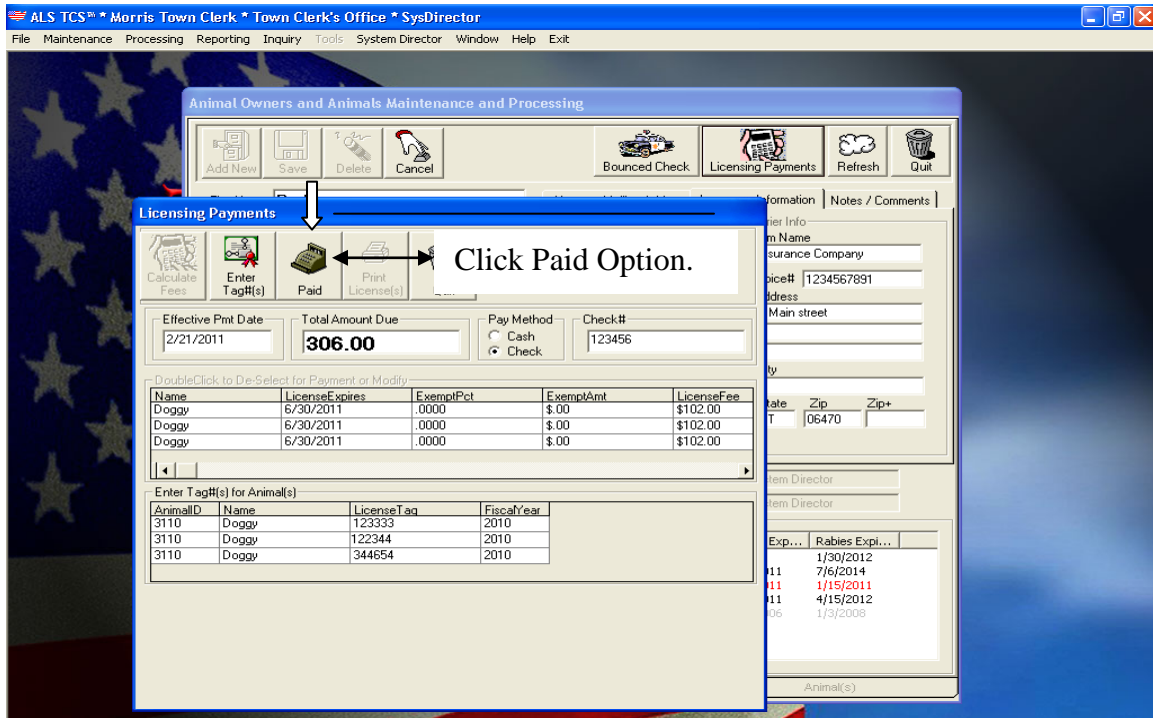 ALS TCS™ * Morris Town Clerk * Town Clerk's Office * SysDirector
File Maintenance Processing Reporting Inquiry Tools System Director Window Help Exit
Animal Owners and Animals Maintenance and Processing
Add New Save Delete Cancel Bounced Check Licensing Payments Refresh Quit
Information Notes / Comments
Licensing Payments
Calculate Fees Enter Tag#(s) Paid Print License(s)
Click Paid Option.
Effective Pmt Date Total Amount Due Pay Method Check#
2/21/2011 306.00 Cash Check 123456
DoubleClick to De-Select for Payment or Modify
Name LicenseExpires ExemptPct ExemptAmt LicenseFee
Doggy 6/30/2011 .0000 $.00 $102.00
Doggy 6/30/2011 .0000 $.00 $102.00
Doggy 6/30/2011 .0000 $.00 $102.00
Enter Tag#(s) for Animal(s)
AnimalID Name LicenseTag FiscalYear
3110 Doggy 123333 2010
3110 Doggy 122344 2010
3110 Doggy 344654 2010
rier Info
m Name
surance Company
oice# 1234567891
ddress
Main street
ty
tate Zip Zip+
T 06470
tem Director
tem Director
Exp... Rabies Expi...
1/30/2012
11 7/6/2014
11 1/15/2011
11 4/15/2012
06 1/3/2008
Animal(s)